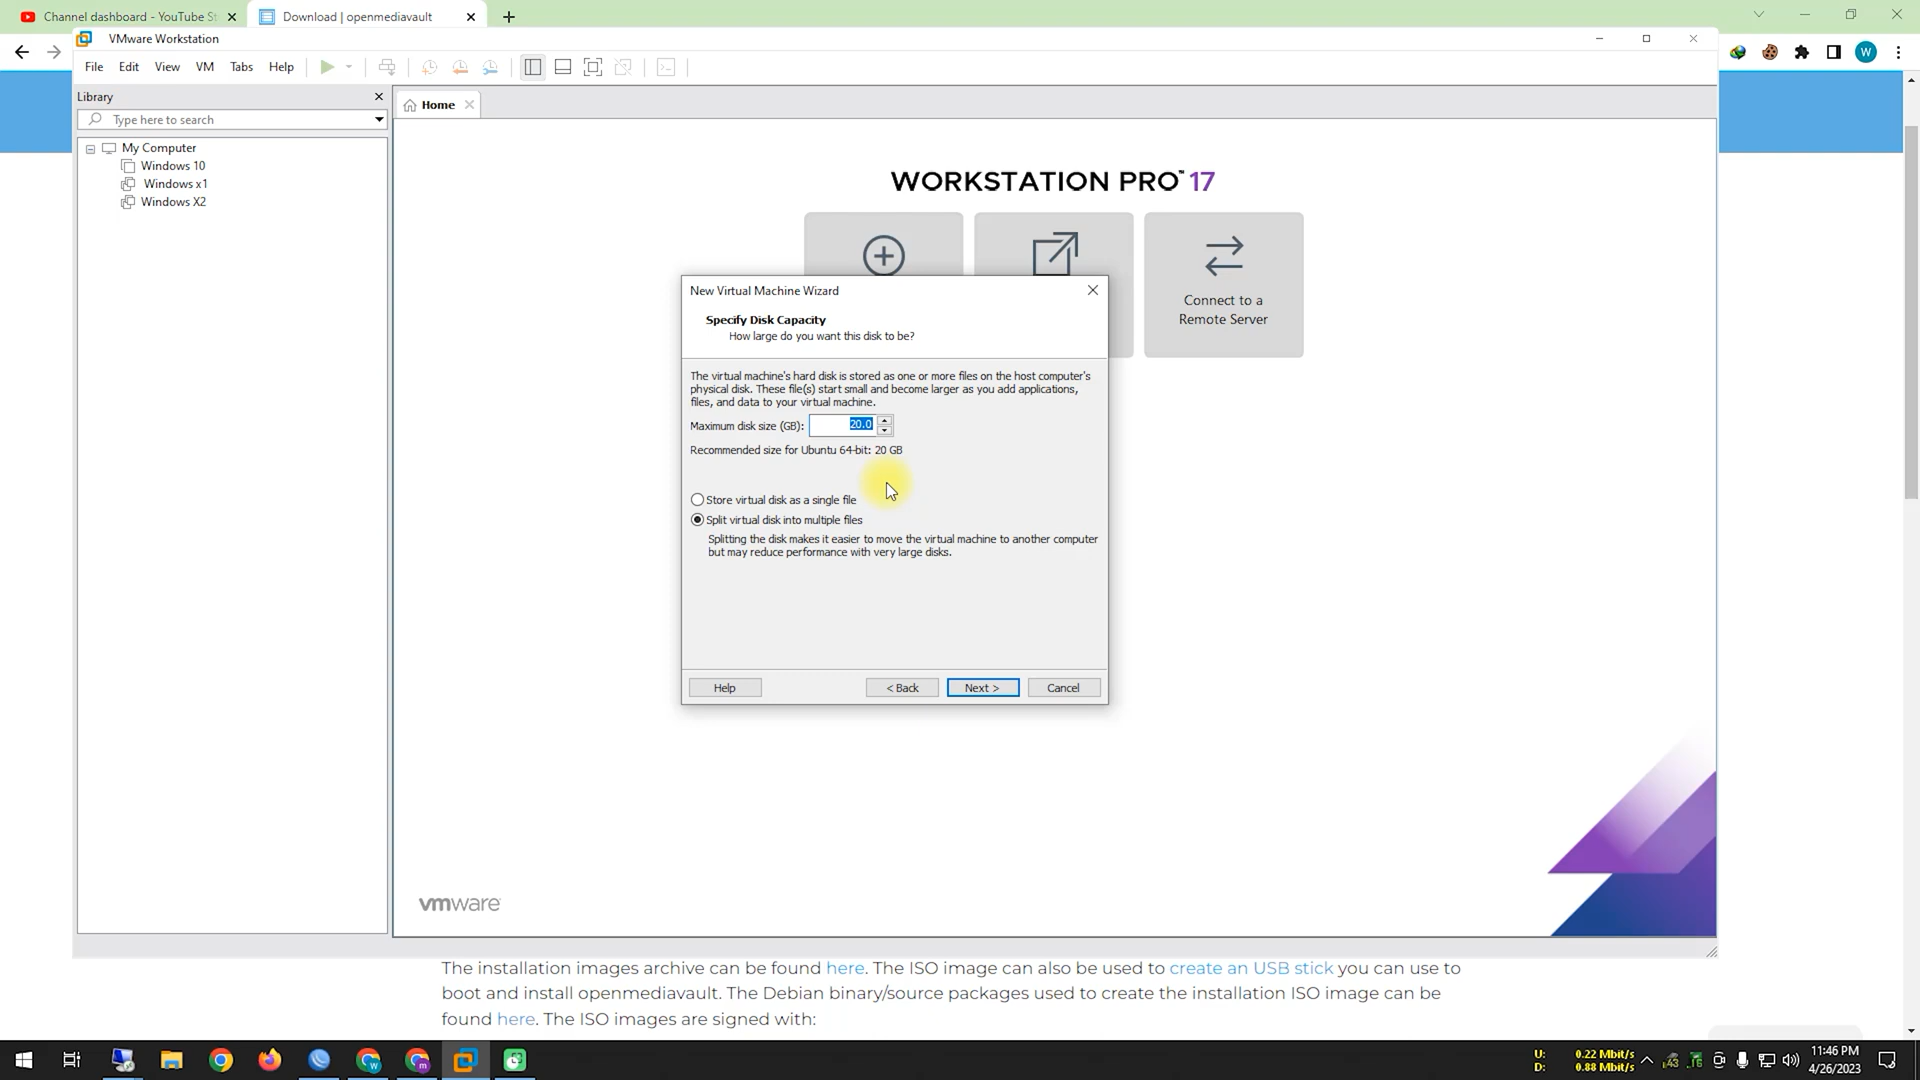 Channel dashboard - YouTube St
Download | openmediavault
VMware Workstation
W
File Edit View VM Tabs Help
Library
Home
Type here to search
My Computer
Windows 10
Windows x1
Windows X2
WORKSTATION PRO™ 17
Connect to a
Remote Server
New Virtual Machine Wizard
Specify Disk Capacity
How large do you want this disk to be?
The virtual machine's hard disk is stored as one or more files on the host computer's
physical disk. These file(s) start small and become larger as you add applications,
files, and data to your virtual machine.
Maximum disk size (GB): 20.0
Recommended size for Ubuntu 64-bit: 20 GB
Store virtual disk as a single file
Split virtual disk into multiple files
Splitting the disk makes it easier to move the virtual machine to another computer
but may reduce performance with very large disks.
Help < Back Next > Cancel
vmware
The installation images archive can be found here. The ISO image can also be used to create an USB stick you can use to
boot and install openmediavault. The Debian binary/source packages used to create the installation ISO image can be
found here. The ISO images are signed with:
U: 0.22 Mbit/s
D: 0.88 Mbit/s
11:46 PM
4/26/2023